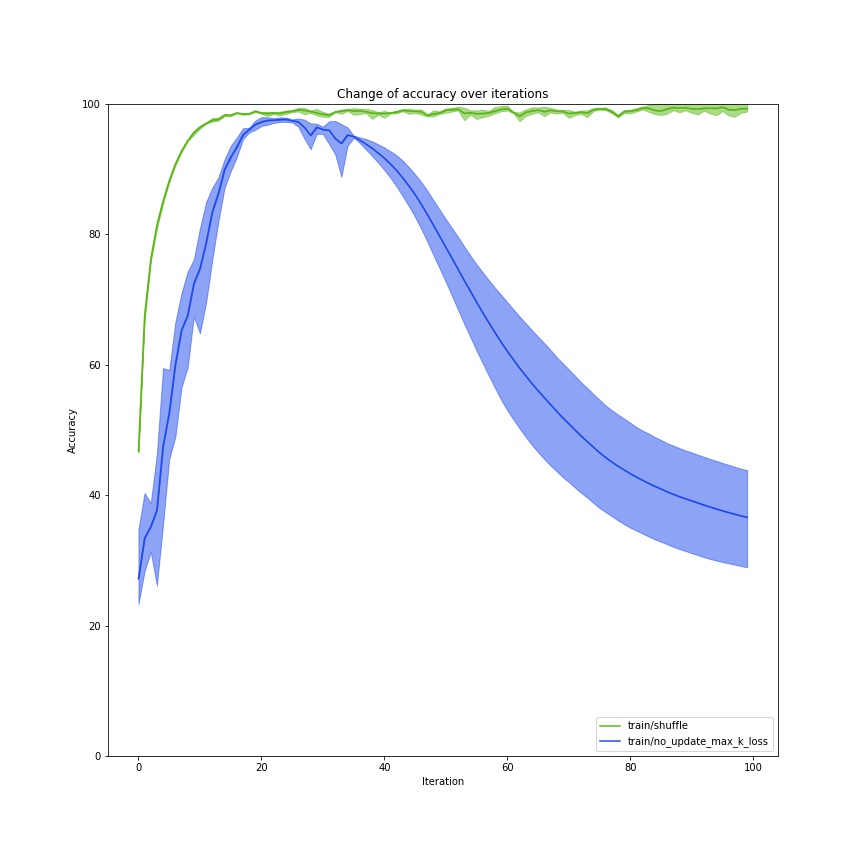 Change of accuracy over iterations
100
80
60
40
20
0
Accuracy
0 20 40 60 80 100
Iteration
train/shuffle
train/no_update_max_k_loss